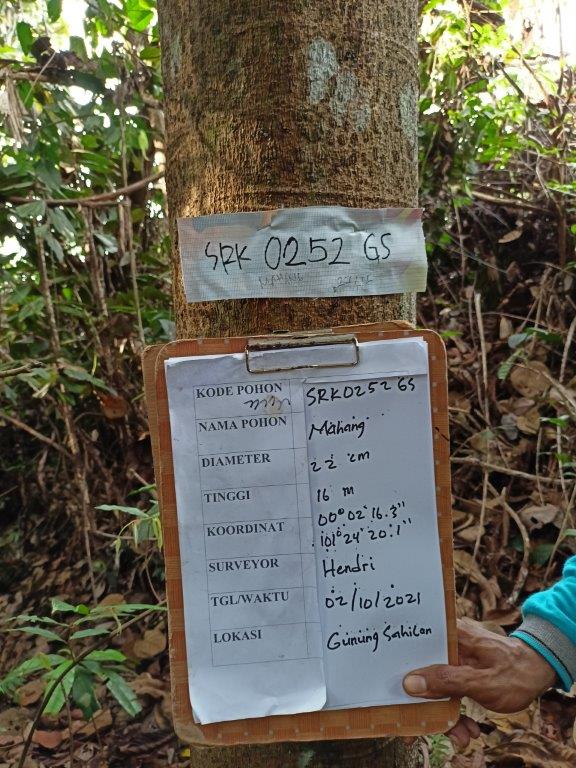 SRK 0252 GS
KODE POHON SRK0252 GS
NAMA POHON Mahang
DIAMETER 22 cm
TINGGI 16 m
KOORDINAT 00° 02' 16.3"
101° 24' 20.1"
SURVEYOR Hendri
TGL/WAKTU 02/10/2021
LOKASI Gunung Sahilan